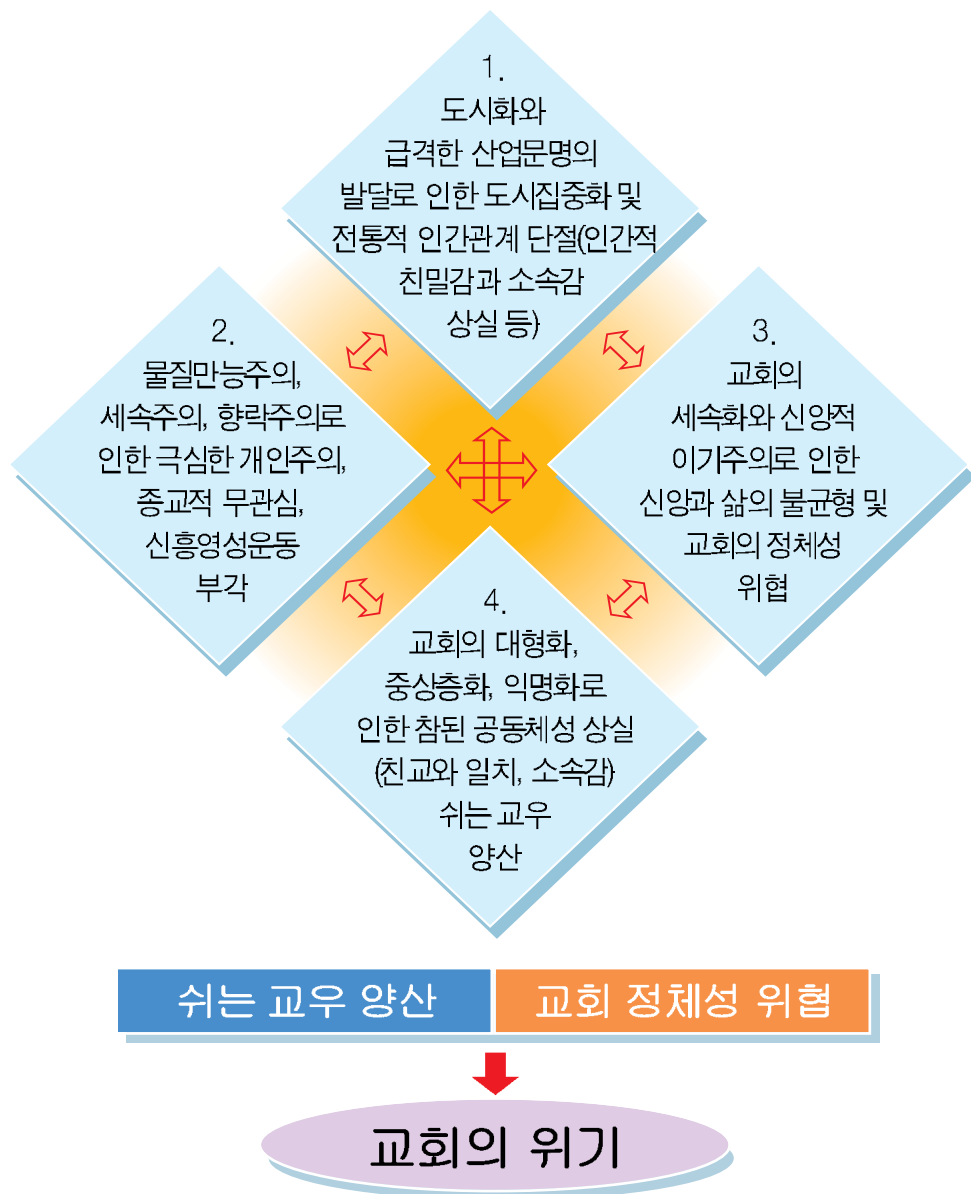 1.
도시화와
급격한 산업문명의
발달로 인한 도시집중화 및
전통적 인간관계 단절(인간적
친밀감과 소속감
상실 등)
2.
물질만능주의,
세속주의, 향락주의로
인한 극심한 개인주의,
종교적 무관심,
신흥영성운동
부각
3.
교회의
세속화와 신앙적
이기주의로 인한
신앙과 삶의 불균형 및
교회의 정체성
위협
4.
교회의 대형화,
중상층화, 익명화로
인한 참된 공동체성 상실
(친교와 일치, 소속감)
쉬는 교우
양산
쉬는 교우 양산
교회 정체성 위협
교회의 위기